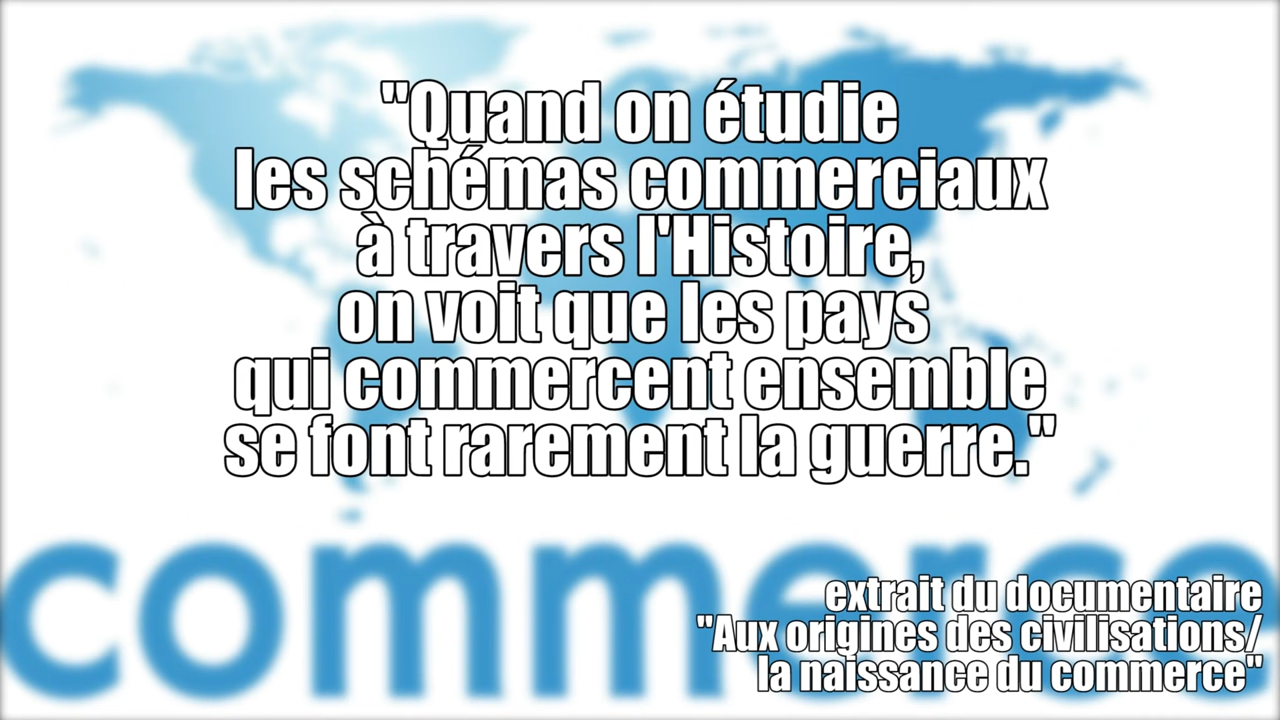 "Quand on étudie
les schémas commerciaux
à travers l'Histoire,
on voit que les pays
qui commercent ensemble
se font rarement la guerre."
commerce
extrait du documentaire
"Aux origines des civilisations/
la naissance du commerce"